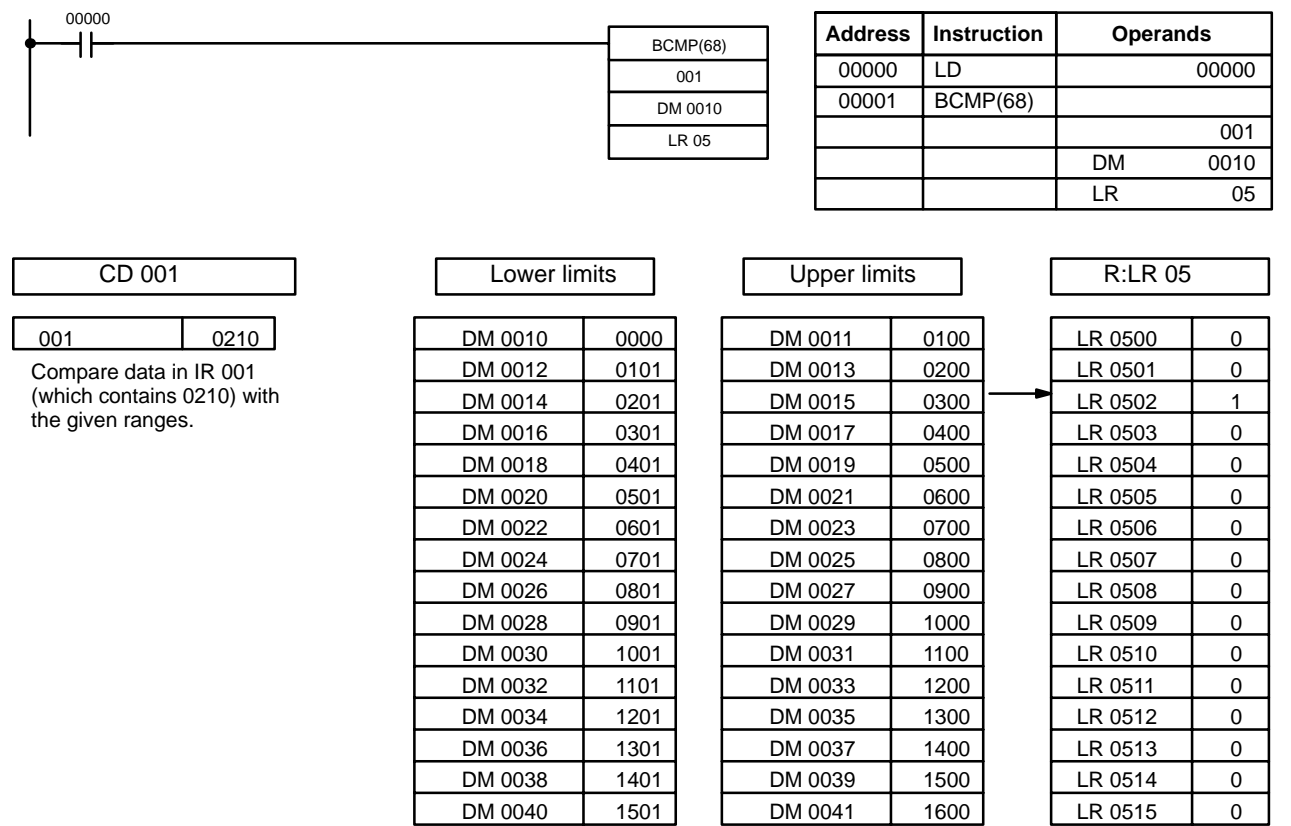 00000
BCMP(68)
001
DM 0010
LR 05
Address Instruction Operands
00000 LD 00000
00001 BCMP(68)
001
DM 0010
LR 05
CD 001
001 0210
Compare data in IR 001
(which contains 0210) with
the given ranges.
Lower limits Upper limits R:LR 05
DM 0010 0000 DM 0011 0100 LR 0500 0
DM 0012 0101 DM 0013 0200 LR 0501 0
DM 0014 0201 DM 0015 0300 LR 0502 1
DM 0016 0301 DM 0017 0400 LR 0503 0
DM 0018 0401 DM 0019 0500 LR 0504 0
DM 0020 0501 DM 0021 0600 LR 0505 0
DM 0022 0601 DM 0023 0700 LR 0506 0
DM 0024 0701 DM 0025 0800 LR 0507 0
DM 0026 0801 DM 0027 0900 LR 0508 0
DM 0028 0901 DM 0029 1000 LR 0509 0
DM 0030 1001 DM 0031 1100 LR 0510 0
DM 0032 1101 DM 0033 1200 LR 0511 0
DM 0034 1201 DM 0035 1300 LR 0512 0
DM 0036 1301 DM 0037 1400 LR 0513 0
DM 0038 1401 DM 0039 1500 LR 0514 0
DM 0040 1501 DM 0041 1600 LR 0515 0